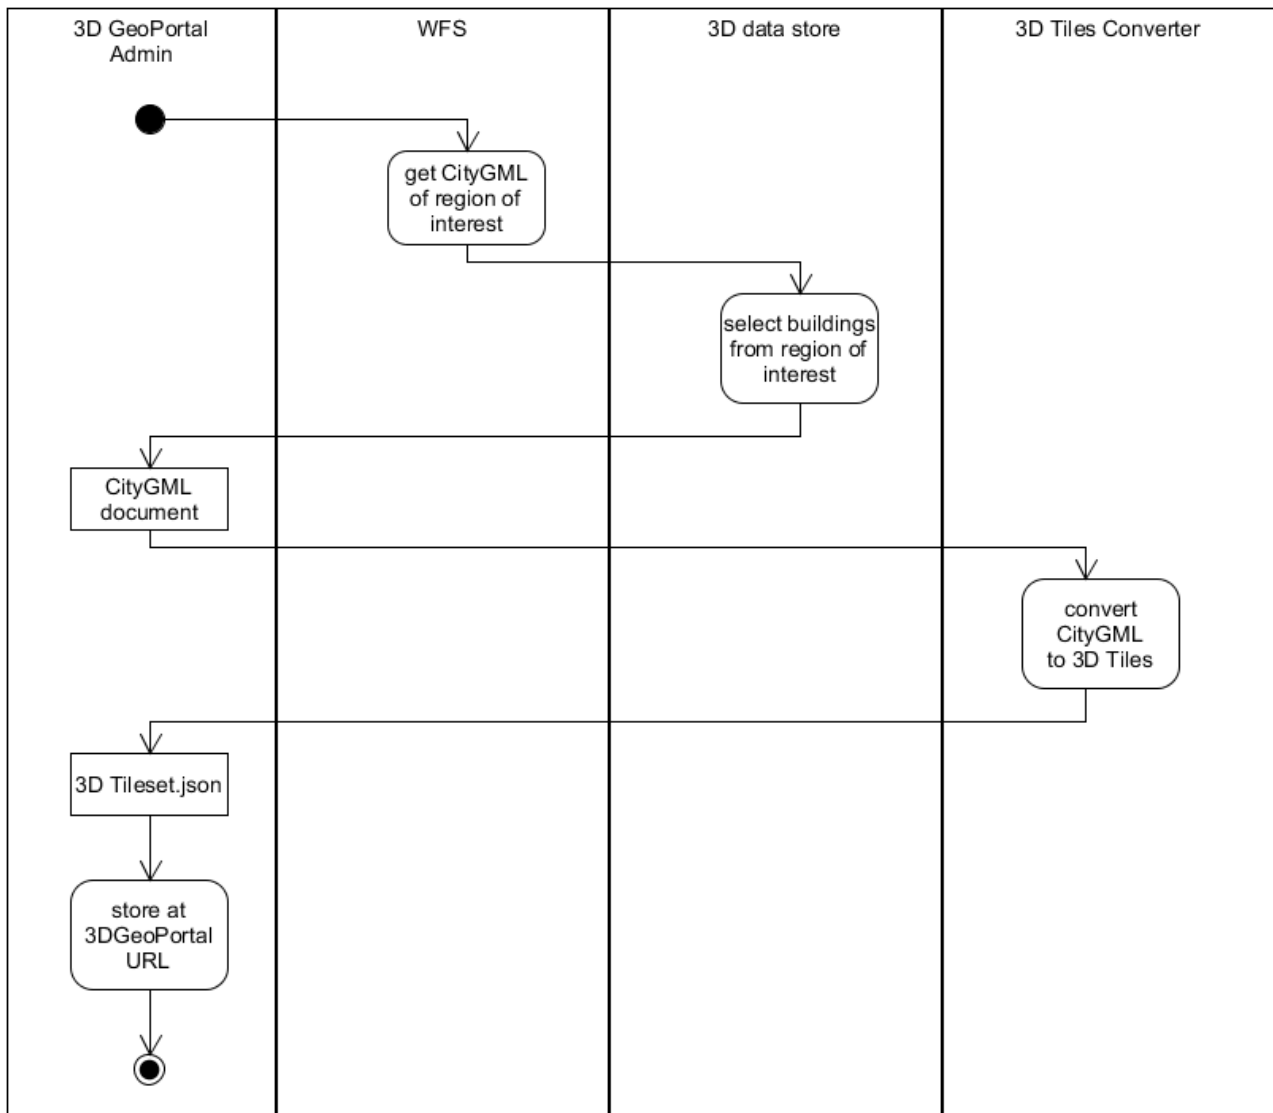 3D GeoPortal
Admin
WFS
3D data store
3D Tiles Converter
get CityGML
of region of
interest
select buildings
from region of
interest
CityGML
document
convert
CityGML
to 3D Tiles
3D Tileset.json
store at
3DGeoPortal
URL